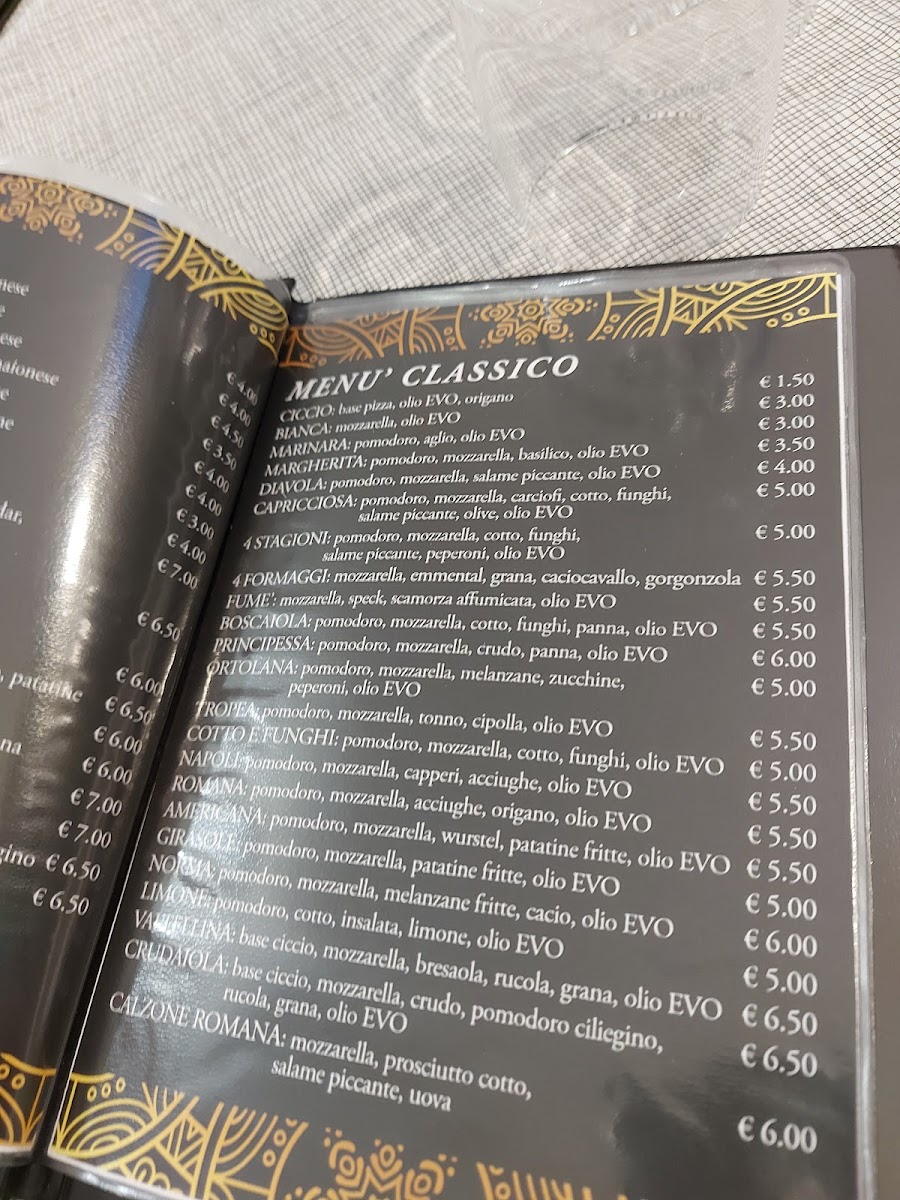 € 4.00
€ 4.00
€ 4.50
€ 3.50
€ 4.00
€ 4.00
€ 3.00
€ 4.00
€ 7.00
€ 6.50
€ 6.00
patatine € 6.50
€ 6.00
€ 6.00
€ 7.00
€ 7.00
€ 6.50
€ 6.50
MENU' CLASSICO
CICCIO: base pizza, olio EVO, origano € 1.50
BIANCA: mozzarella, olio EVO € 3.00
MARINARA: pomodoro, aglio, olio EVO € 3.00
MARGHERITA: pomodoro, mozzarella, basilico, olio EVO € 3.50
DIAVOLA: pomodoro, mozzarella, salame piccante, olio EVO € 4.00
CAPRICCIOSA: pomodoro, mozzarella, carciofi, cotto, funghi, € 5.00
salame piccante, olive, olio EVO
4 STAGIONI: pomodoro, mozzarella, cotto, funghi, € 5.00
salame piccante, peperoni, olio EVO
4 FORMAGGI: mozzarella, emmental, grana, caciocavallo, gorgonzola € 5.50
FUME': mozzarella, speck, scamorza affumicata, olio EVO € 5.50
BOSCAIOLA: pomodoro, mozzarella, cotto, funghi, panna, olio EVO € 5.50
PRINCIPESSA: pomodoro, mozzarella, crudo, panna, olio EVO € 6.00
ORTOLANA: pomodoro, mozzarella, melanzane, zucchine, € 5.00
peperoni, olio EVO
TROPEA: pomodoro, mozzarella, tonno, cipolla, olio EVO € 5.50
COTTO E FUNGHI: pomodoro, mozzarella, cotto, funghi, olio EVO € 5.00
NAPOLI: pomodoro, mozzarella, capperi, acciughe, olio EVO € 5.50
ROMANA: pomodoro, mozzarella, acciughe, origano, olio EVO € 5.50
AMERICANA: pomodoro, mozzarella, wurstel, patatine fritte, olio EVO € 5.50
GIRASOLE: pomodoro, mozzarella, patatine fritte, olio EVO € 5.00
NORMA: pomodoro, mozzarella, melanzane fritte, cacio, olio EVO € 6.00
LIMONE: pomodoro, cotto, insalata, limone, olio EVO € 5.00
VALTELLINA: base ciccio, mozzarella, bresaola, rucola, grana, olio EVO € 6.50
CRUDAIOLA: base ciccio, mozzarella, crudo, pomodoro ciliegino, € 6.50
rucola, grana, olio EVO
CALZONE ROMANA: mozzarella, prosciutto cotto,
salame piccante, uova € 6.00